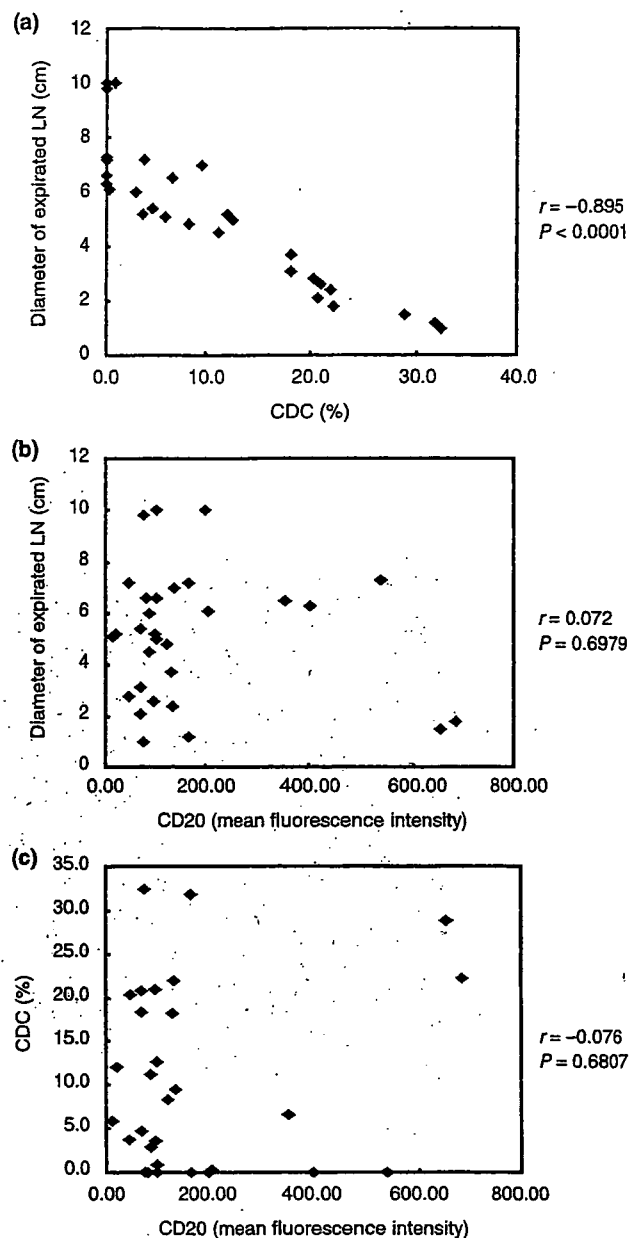 (a)
12
10
8
6
4
2
0
Diameter of expirated LN (cm)
0.0 10.0 20.0 30.0 40.0
CDC (%)
r = –0.895
P < 0.0001
(b)
12
10
8
6
4
2
0
Diameter of expirated LN (cm)
0.00 200.00 400.00 600.00 800.00
CD20 (mean fluorescence intensity)
r = 0.072
P = 0.6979
(c)
35.0
30.0
25.0
20.0
15.0
10.0
5.0
0.0
CDC (%)
0.00 200.00 400.00 600.00 800.00
CD20 (mean fluorescence intensity)
r = –0.076
P = 0.6807